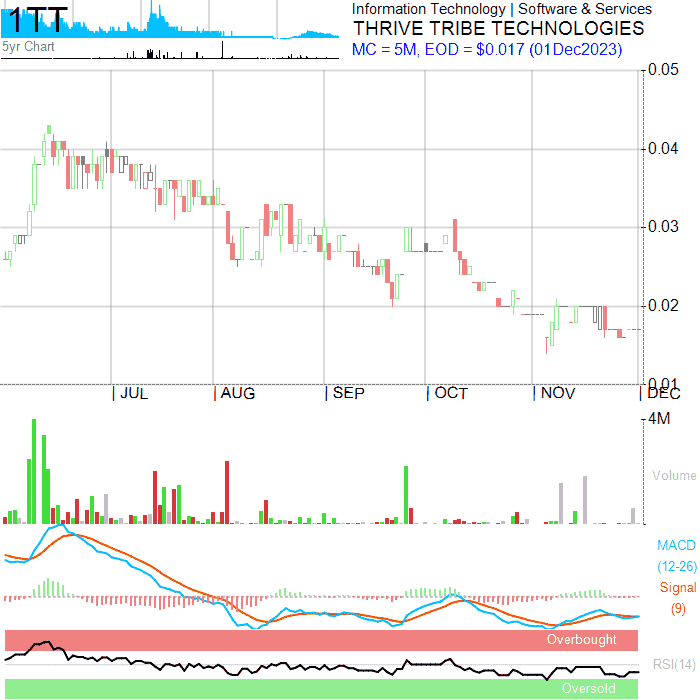 1TT
5yr Chart
Information Technology | Software & Services
THRIVE TRIBE TECHNOLOGIES
MC = 5M, EOD = $0.017 (01Dec2023)
0.05
0.04
0.03
0.02
0.01
JUL
AUG
SEP
OCT
NOV
DEC
4M
Volume
MACD
(12-26)
Signal
(9)
Overbought
RSI(14)
Oversold